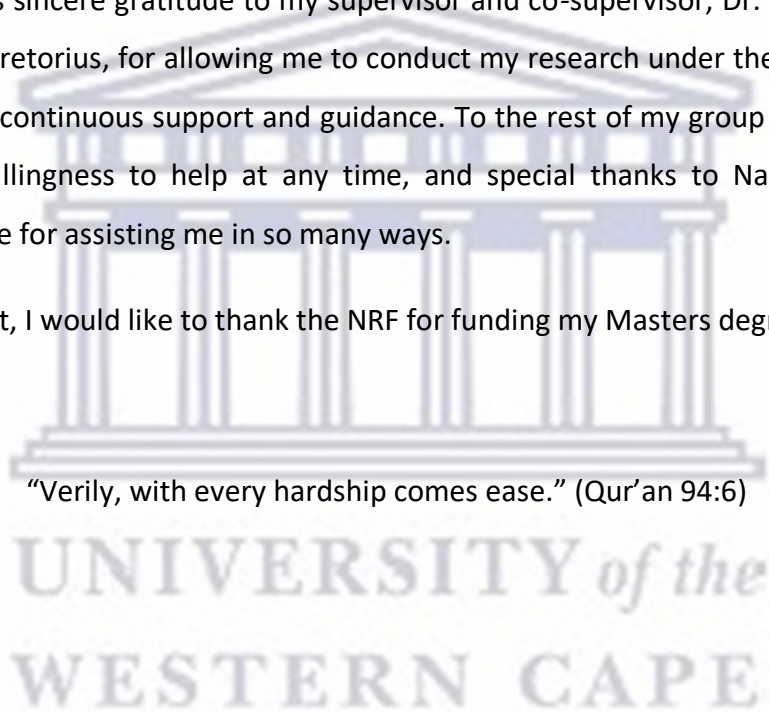 s sincere gratitude to my supervisor and co-supervisor, Dr.
retorius, for allowing me to conduct my research under the
continuous support and guidance. To the rest of my group
llingness to help at any time, and special thanks to Na
e for assisting me in so many ways.
t, I would like to thank the NRF for funding my Masters degr
“Verily, with every hardship comes ease.” (Qur’an 94:6)
UNIVERSITY of the
WESTERN CAPE